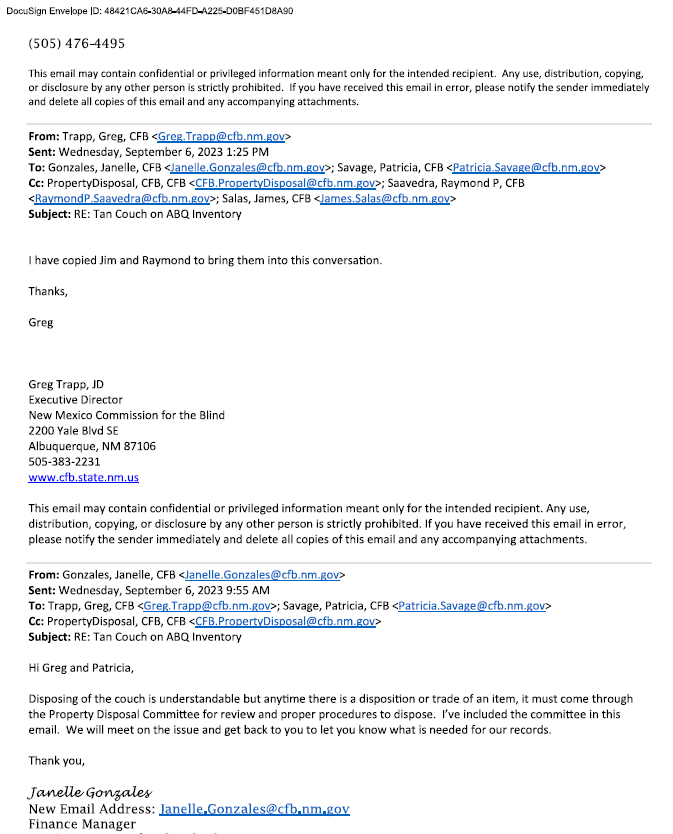 DocuSign Envelope ID: 48421CA6-30A8-44FD-A225-D0BF451D8A90
(505) 476-4495
This email may contain confidential or privileged information meant only for the intended recipient. Any use, distribution, copying,
or disclosure by any other person is strictly prohibited. If you have received this email in error, please notify the sender immediately
and delete all copies of this email and any accompanying attachments.
From: Trapp, Greg, CFB <Greg.Trapp@cfb.nm.gov>
Sent: Wednesday, September 6, 2023 1:25 PM
To: Gonzales, Janelle, CFB <Janelle.Gonzales@cfb.nm.gov>; Savage, Patricia, CFB <Patricia.Savage@cfb.nm.gov>
Cc: PropertyDisposal, CFB, CFB <CFB.PropertyDisposal@cfb.nm.gov>; Saavedra, Raymond P, CFB
<RaymondP.Saavedra@cfb.nm.gov>; Salas, James, CFB <James.Salas@cfb.nm.gov>
Subject: RE: Tan Couch on ABQ Inventory
I have copied Jim and Raymond to bring them into this conversation.
Thanks,
Greg
Greg Trapp, JD
Executive Director
New Mexico Commission for the Blind
2200 Yale Blvd SE
Albuquerque, NM 87106
505-383-2231
www.cfb.state.nm.us
This email may contain confidential or privileged information meant only for the intended recipient. Any use,
distribution, copying, or disclosure by any other person is strictly prohibited. If you have received this email in error,
please notify the sender immediately and delete all copies of this email and any accompanying attachments.
From: Gonzales, Janelle, CFB <Janelle.Gonzales@cfb.nm.gov>
Sent: Wednesday, September 6, 2023 9:55 AM
To: Trapp, Greg, CFB <Greg.Trapp@cfb.nm.gov>; Savage, Patricia, CFB <Patricia.Savage@cfb.nm.gov>
Cc: PropertyDisposal, CFB, CFB <CFB.PropertyDisposal@cfb.nm.gov>
Subject: RE: Tan Couch on ABQ Inventory
Hi Greg and Patricia,
Disposing of the couch is understandable but anytime there is a disposition or trade of an item, it must come through
the Property Disposal Committee for review and proper procedures to dispose. I've included the committee in this
email. We will meet on the issue and get back to you to let you know what is needed for our records.
Thank you,
Janelle Gonzales
New Email Address: Janelle.Gonzales@cfb.nm.gov
Finance Manager